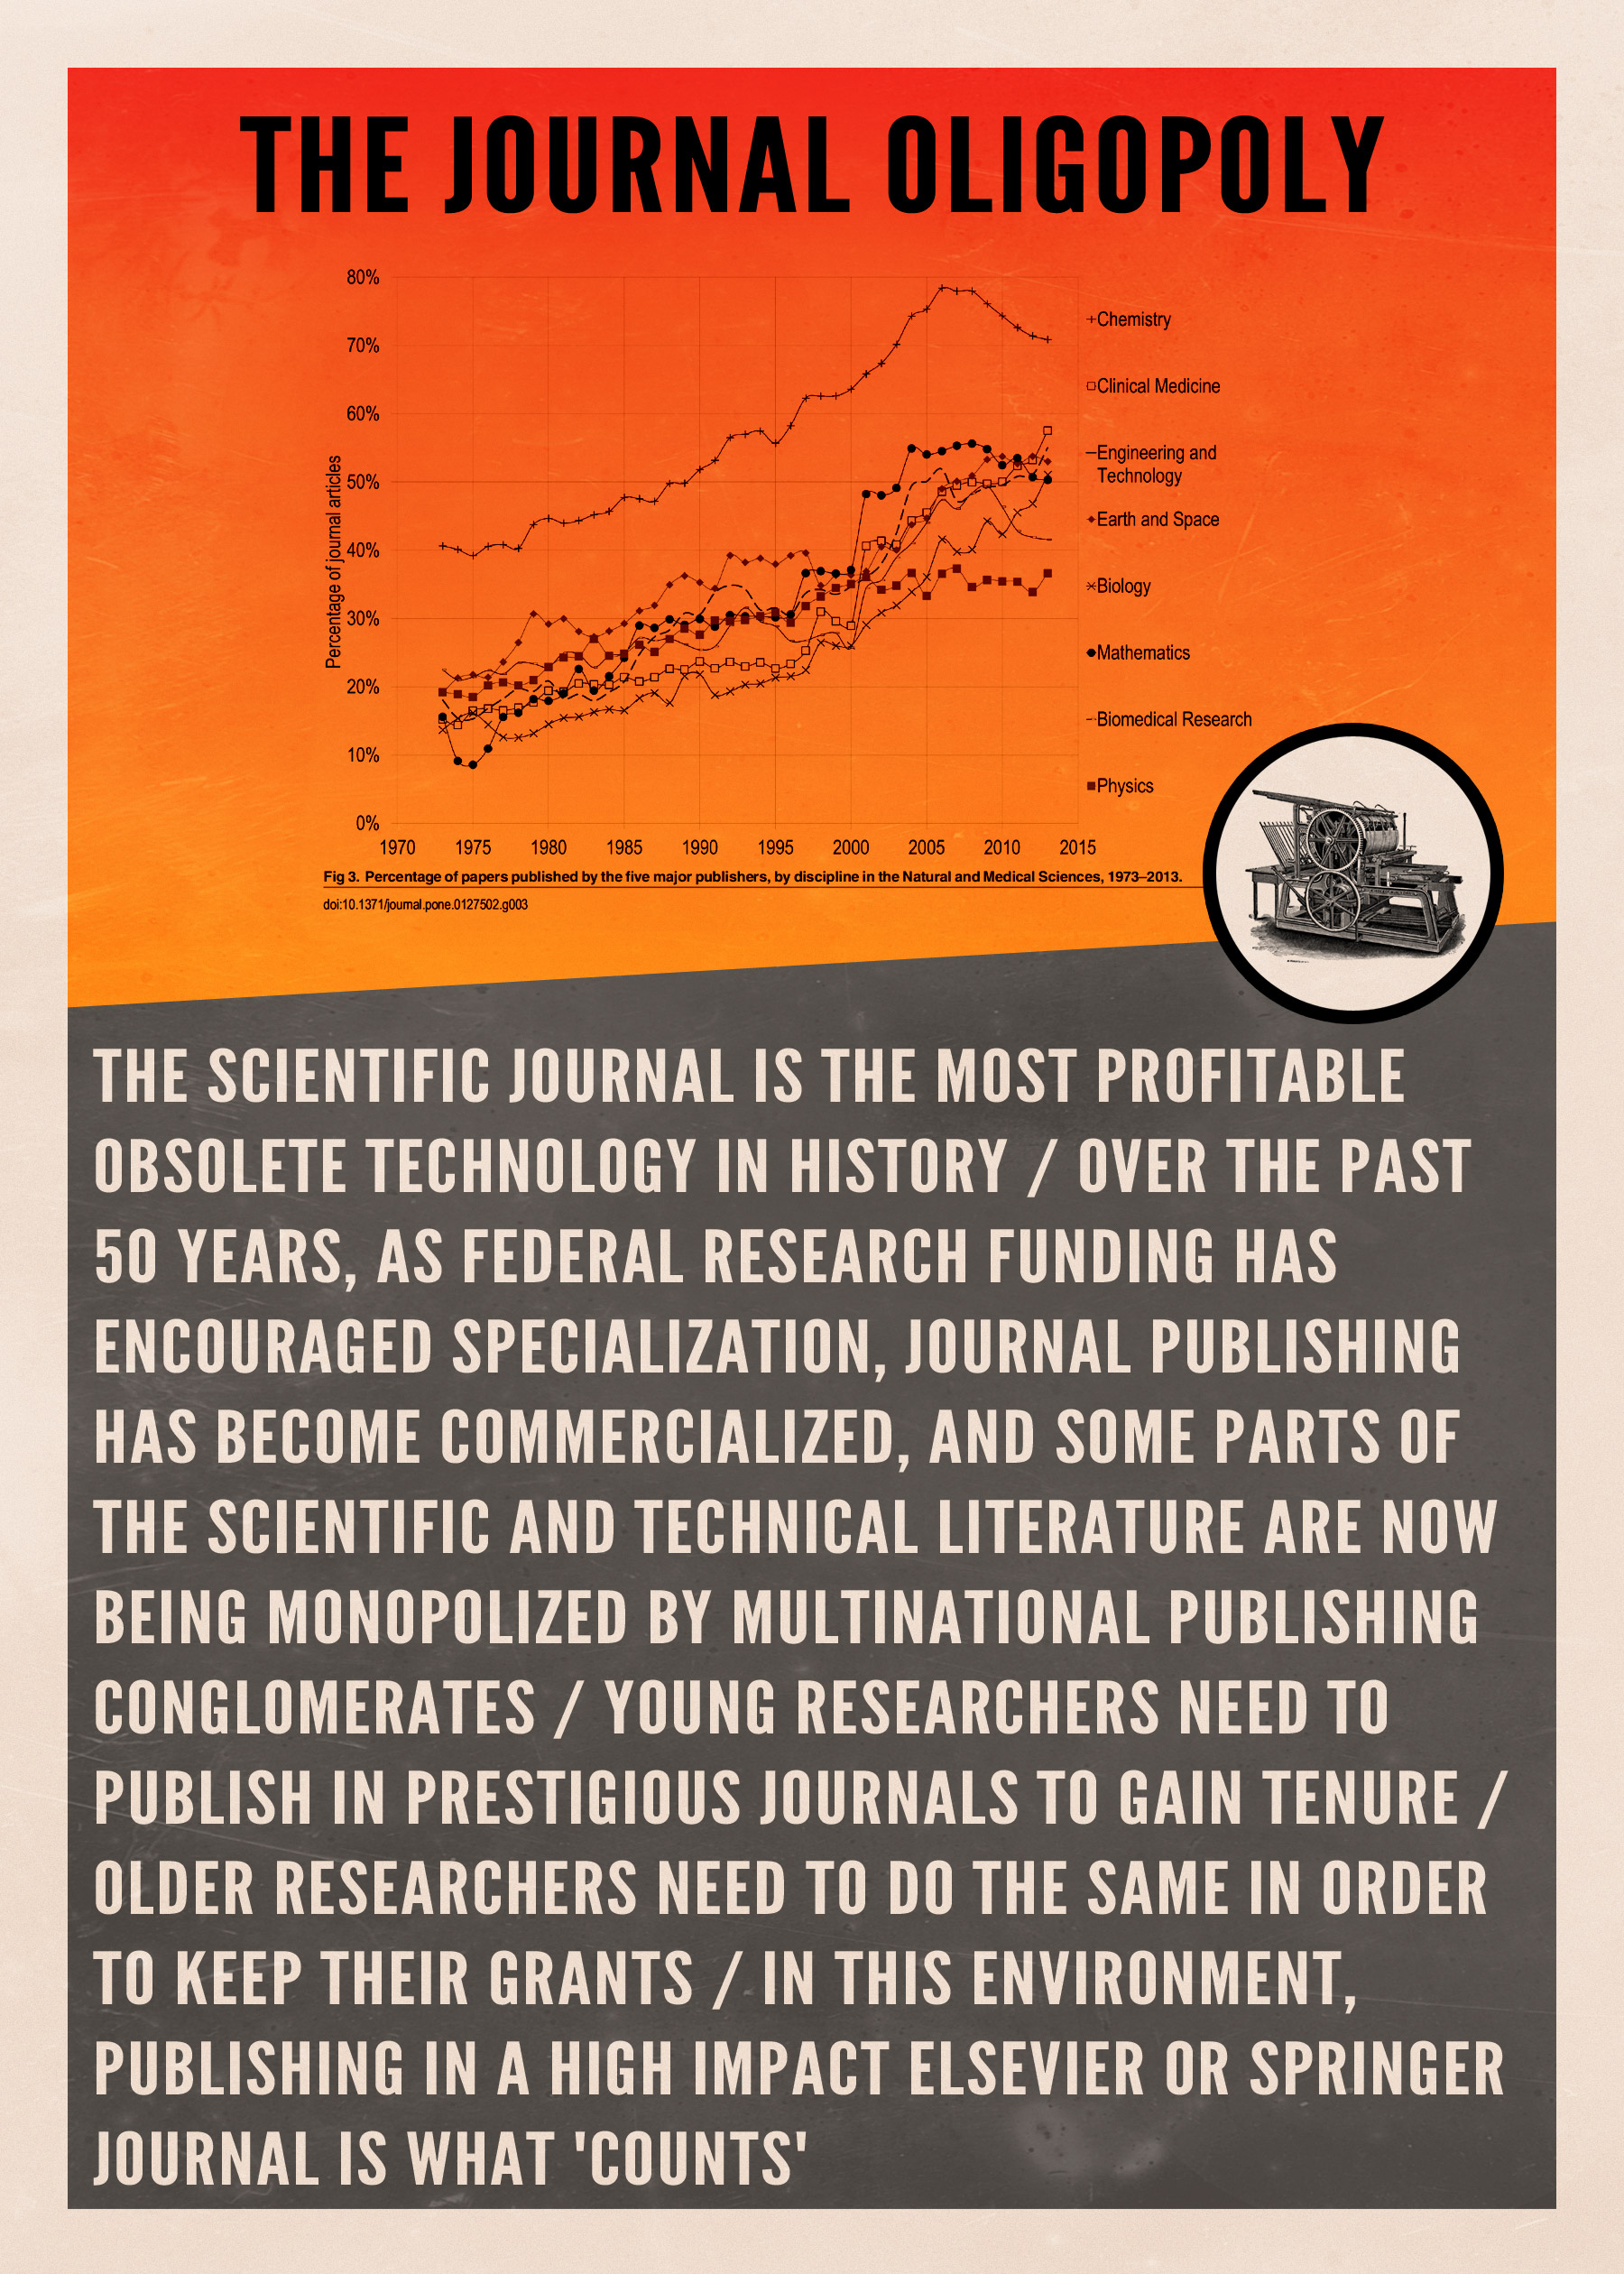 THE JOURNAL OLIGOPOLY
80%
70%
60%
50%
40%
30%
20%
10%
0%
Percentage of journal articles
1970 1975 1980 1985 1990 1995 2000 2005 2010 2015
Chemistry
Clinical Medicine
Engineering and
Technology
Earth and Space
Biology
Mathematics
Biomedical Research
Physics
Fig 3. Percentage of papers published by the five major publishers, by discipline in the Natural and Medical Sciences, 1973–2013.
doi:10.1371/journal.pone.0127502.g003
THE SCIENTIFIC JOURNAL IS THE MOST PROFITABLE
OBSOLETE TECHNOLOGY IN HISTORY / OVER THE PAST
50 YEARS, AS FEDERAL RESEARCH FUNDING HAS
ENCOURAGED SPECIALIZATION, JOURNAL PUBLISHING
HAS BECOME COMMERCIALIZED, AND SOME PARTS OF
THE SCIENTIFIC AND TECHNICAL LITERATURE ARE NOW
BEING MONOPOLIZED BY MULTINATIONAL PUBLISHING
CONGLOMERATES / YOUNG RESEARCHERS NEED TO
PUBLISH IN PRESTIGIOUS JOURNALS TO GAIN TENURE /
OLDER RESEARCHERS NEED TO DO THE SAME IN ORDER
TO KEEP THEIR GRANTS / IN THIS ENVIRONMENT,
PUBLISHING IN A HIGH IMPACT ELSEVIER OR SPRINGER
JOURNAL IS WHAT 'COUNTS'